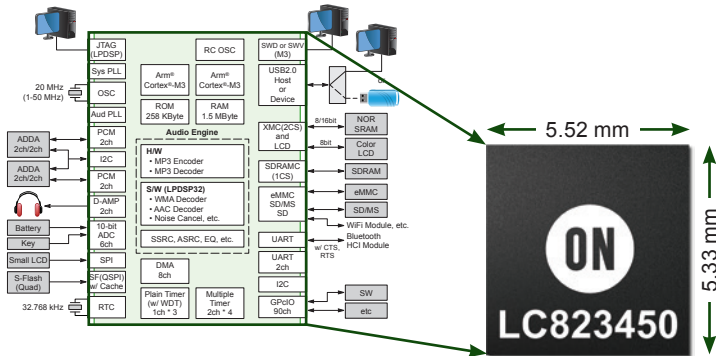 JTAG
(LPDSP)
Sys PLL
20 MHz
(1-50 MHz)
OSC
Aud PLL
ADDA
2ch/2ch
PCM
2ch
I2C
ADDA
2ch/2ch
PCM
2ch
D-AMP
2ch
Battery
10-bit
ADC
6ch
Key
Small LCD
SPI
S-Flash
(Quad)
SF(QSPI)
w/ Cache
32.768 kHz
RTC
RC OSC
Arm®
Cortex®-M3
Arm®
Cortex®-M3
ROM
258 KByte
RAM
1.5 MByte
Audio Engine
H/W
• MP3 Encoder
• MP3 Decoder
S/W (LPDSP32)
• WMA Decoder
• AAC Decoder
• Noise Cancel, etc.
SSRC, ASRC, EQ, etc.
DMA
8ch
Plain Timer
(w/ WDT)
1ch * 3
Multiple
Timer
2ch * 4
SWD or SWV
(M3)
USB2.0
Host
or
Device
XMC(2CS)
and
LCD
8/16bit
NOR
SRAM
8bit
Color
LCD
SDRAMC
(1CS)
SDRAM
eMMC
SD/MS
SD
eMMC
SD/MS
WiFi Module, etc.
UART
w/ CTS,
RTS
Bluetooth
HCI Module
UART
2ch
I2C
GPcIO
90ch
SW
etc
5.52 mm
5.33 mm
ON
LC823450